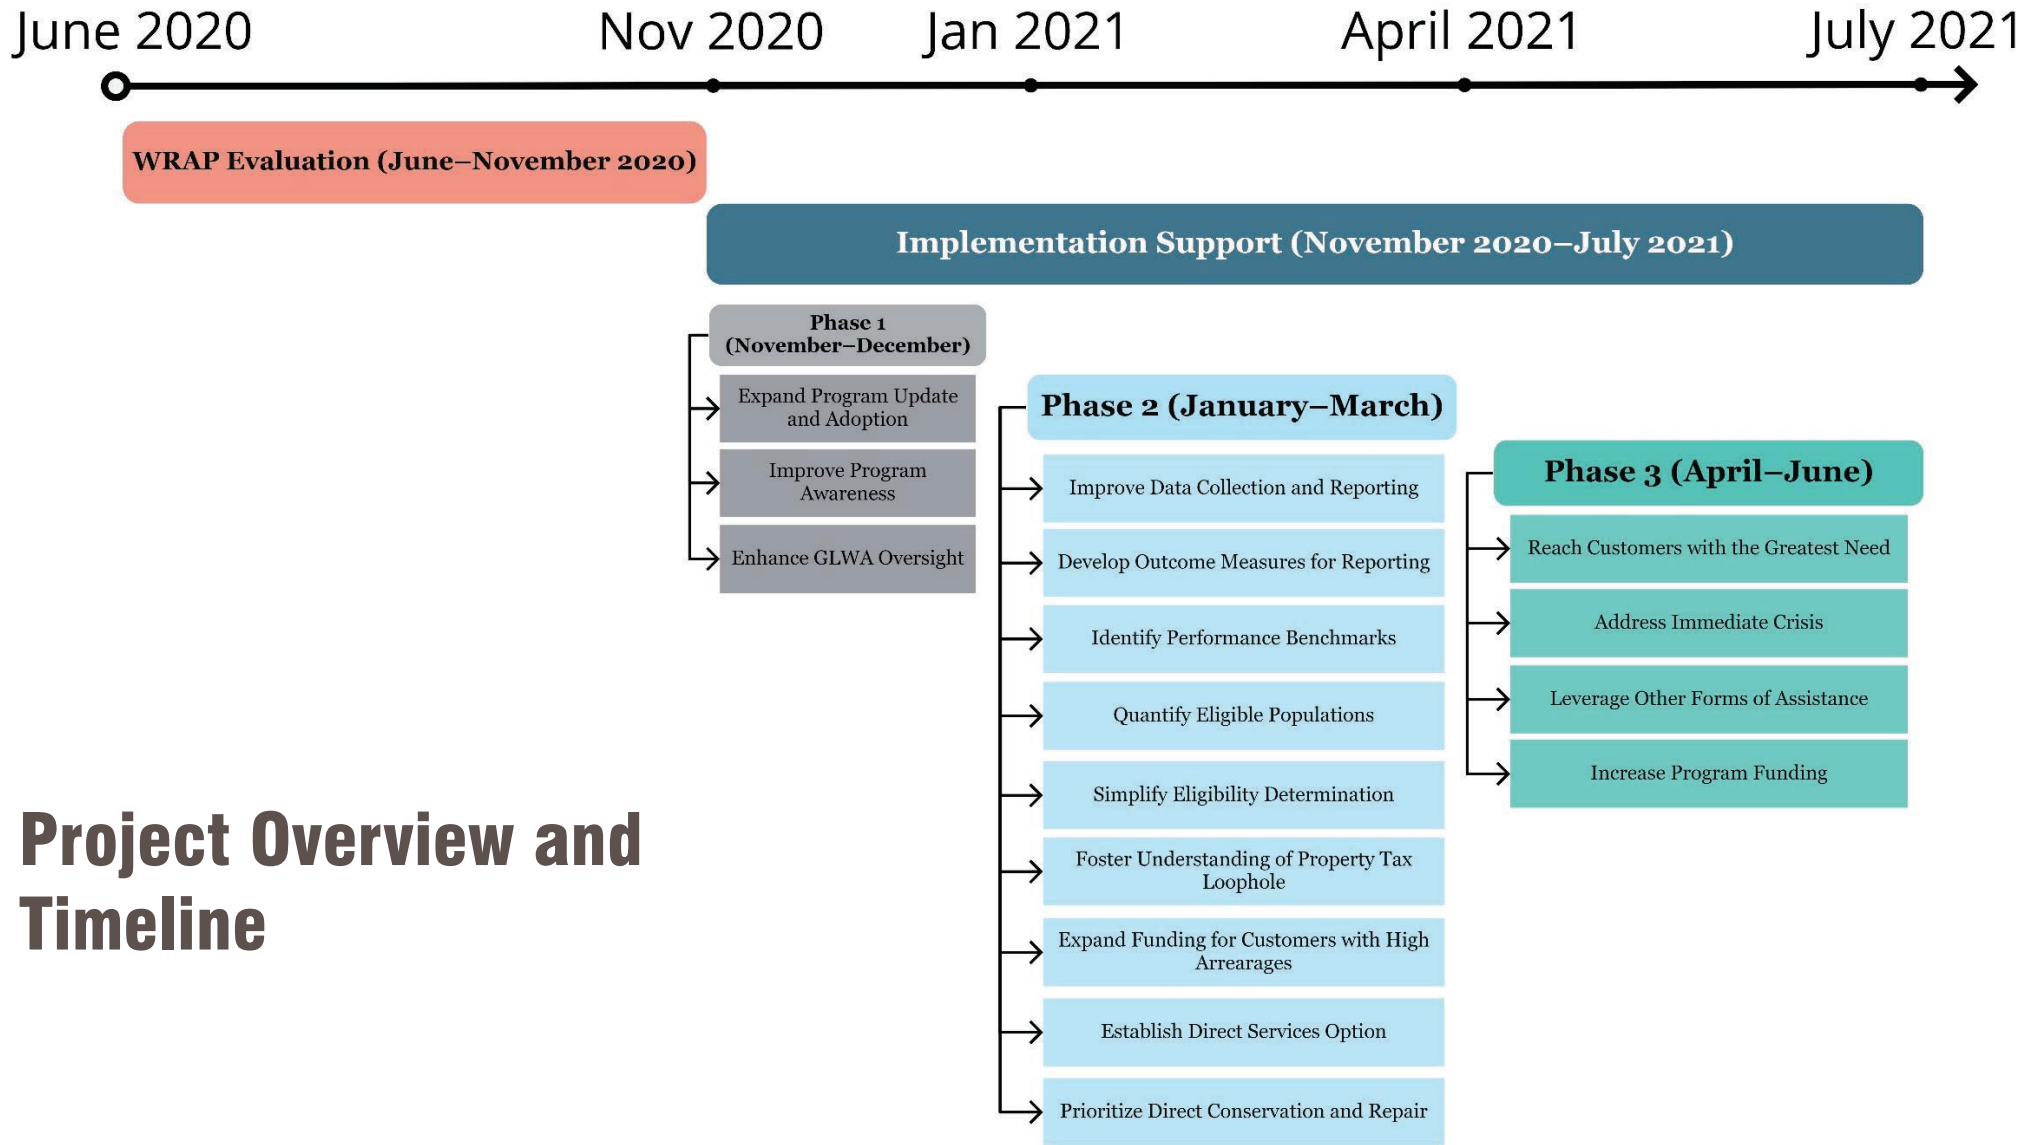 June 2020
Nov 2020
Jan 2021
April 2021
July 2021
WRAP Evaluation (June–November 2020)
Implementation Support (November 2020–July 2021)
Phase 1
(November–December)
Expand Program Update
and Adoption
Improve Program
Awareness
Enhance GLWA Oversight
Phase 2 (January–March)
Improve Data Collection and Reporting
Develop Outcome Measures for Reporting
Identify Performance Benchmarks
Quantify Eligible Populations
Simplify Eligibility Determination
Foster Understanding of Property Tax
Loophole
Expand Funding for Customers with High
Arrearages
Establish Direct Services Option
Prioritize Direct Conservation and Repair
Phase 3 (April–June)
Reach Customers with the Greatest Need
Address Immediate Crisis
Leverage Other Forms of Assistance
Increase Program Funding
Project Overview and
Timeline